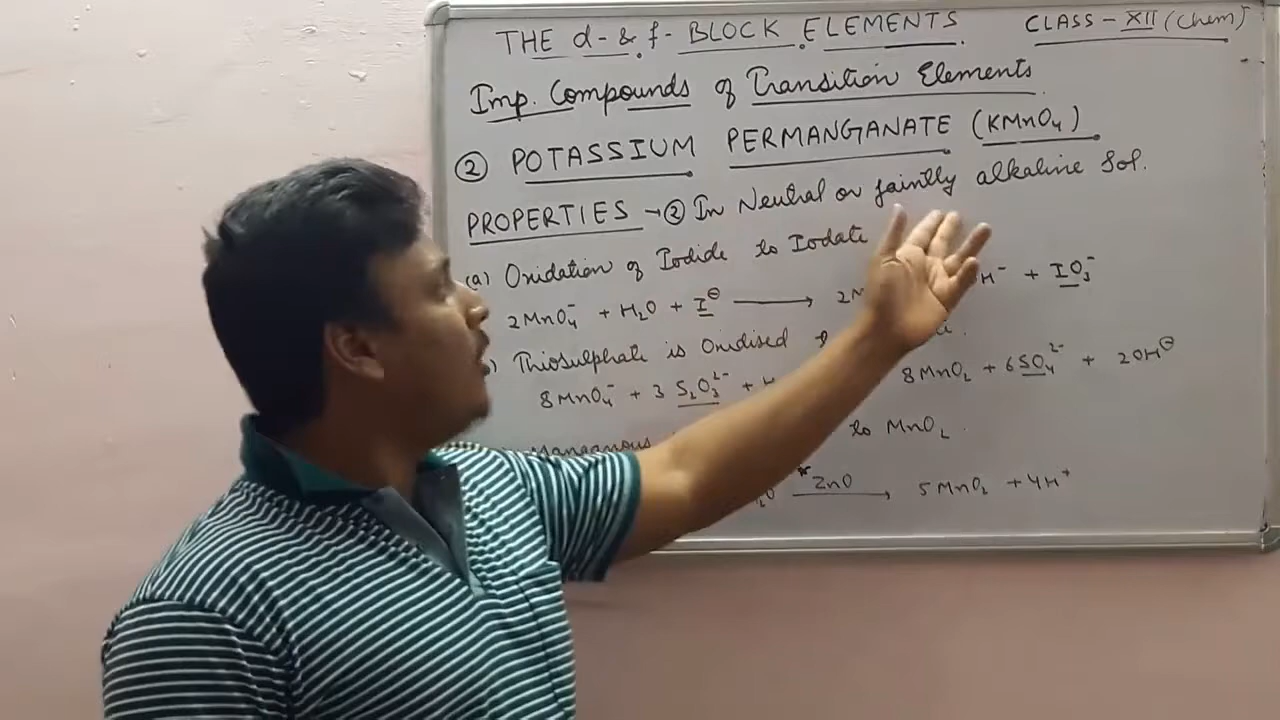 THE d- & f- BLOCK ELEMENTS. CLASS - XII (Chem)
Imp. Compounds of Transition Elements
② POTASSIUM PERMANGANATE (KMnO₄)
PROPERTIES → ② In Neutral or faintly alkaline Sol.
(a) Oxidation of Iodide to Iodate
2MnO₄⁻ + H₂O + I⊖ ⟶ 2M H⁻ + IO₃⁻
) Thiosulphate is Oxidised
8MnO₄⁻ + 3 S₂O₃²⁻ + H 8MnO₂ + 6SO₄²⁻ + 2OH⊖
Manganous to MnO₂.
₂O ZnO⟶ 5MnO₂ + 4H⁺